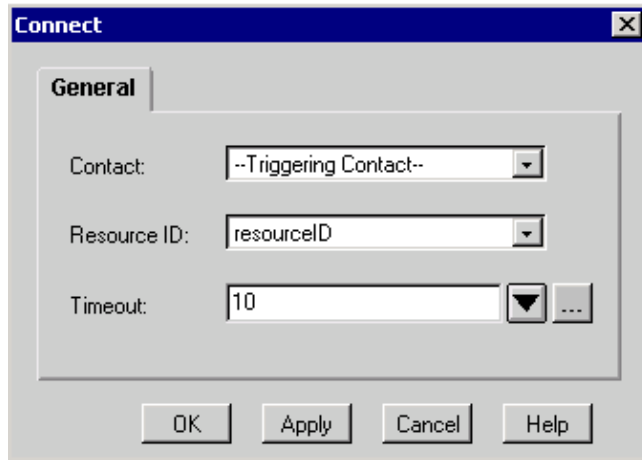 Connect
General
Contact: --Triggering Contact--
Resource ID: resourceID
Timeout: 10 ...
OK Apply Cancel Help